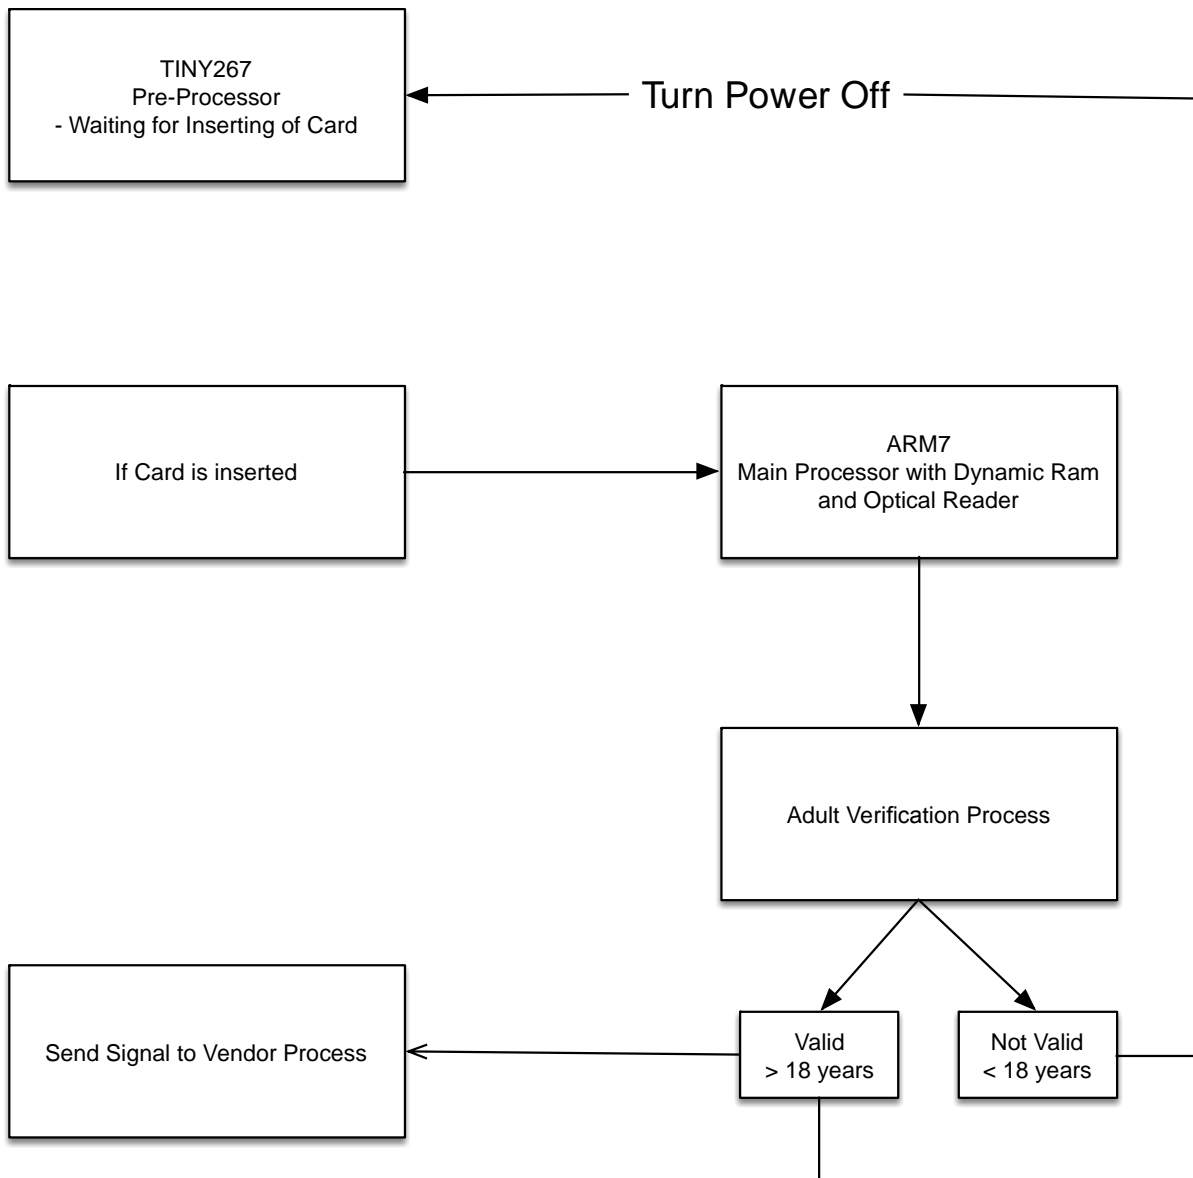 TINY267
Pre-Processor
- Waiting for Inserting of Card
Turn Power Off
If Card is inserted
ARM7
Main Processor with Dynamic Ram
and Optical Reader
Adult Verification Process
Send Signal to Vendor Process
Valid
> 18 years
Not Valid
< 18 years